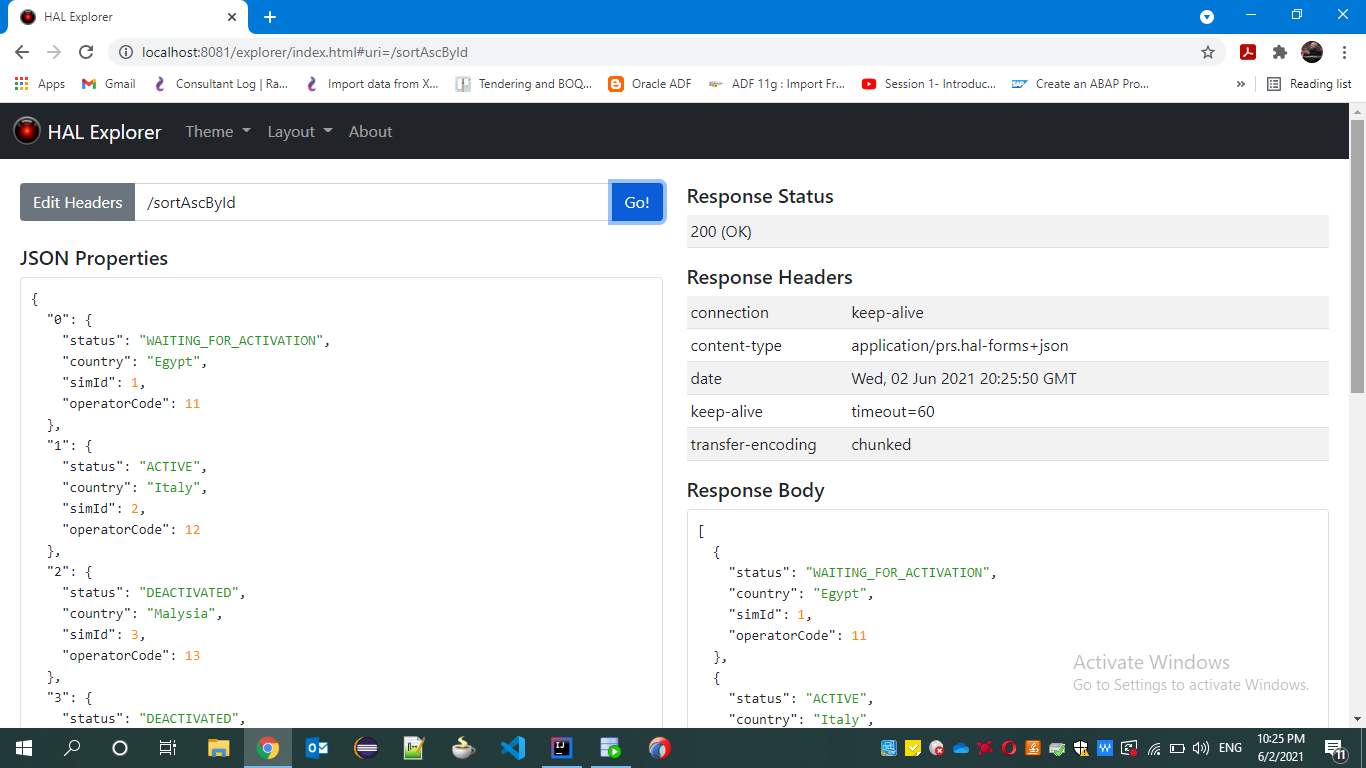 HAL Explorer
localhost:8081/explorer/index.html#uri=/sortAscById
Apps
Gmail
Consultant Log | Ra...
Import data from X...
Tendering and BOQ...
Oracle ADF
ADF 11g : Import Fr...
Session 1- Introduc...
Create an ABAP Pro...
»
Reading list
HAL Explorer
Theme
Layout
About
Edit Headers
/sortAscById
Go!
JSON Properties
{
"0": {
"status": "WAITING_FOR_ACTIVATION",
"country": "Egypt",
"simId": 1,
"operatorCode": 11
},
"1": {
"status": "ACTIVE",
"country": "Italy",
"simId": 2,
"operatorCode": 12
},
"2": {
"status": "DEACTIVATED",
"country": "Malysia",
"simId": 3,
"operatorCode": 13
},
"3": {
"status": "DEACTIVATED",
Response Status
200 (OK)
Response Headers
connection keep-alive
content-type application/prs.hal-forms+json
date Wed, 02 Jun 2021 20:25:50 GMT
keep-alive timeout=60
transfer-encoding chunked
Response Body
[
{
"status": "WAITING_FOR_ACTIVATION",
"country": "Egypt",
"simId": 1,
"operatorCode": 11
},
{
"status": "ACTIVE",
"country": "Italy",
Activate Windows
Go to Settings to activate Windows.
ENG
10:25 PM
6/2/2021
11